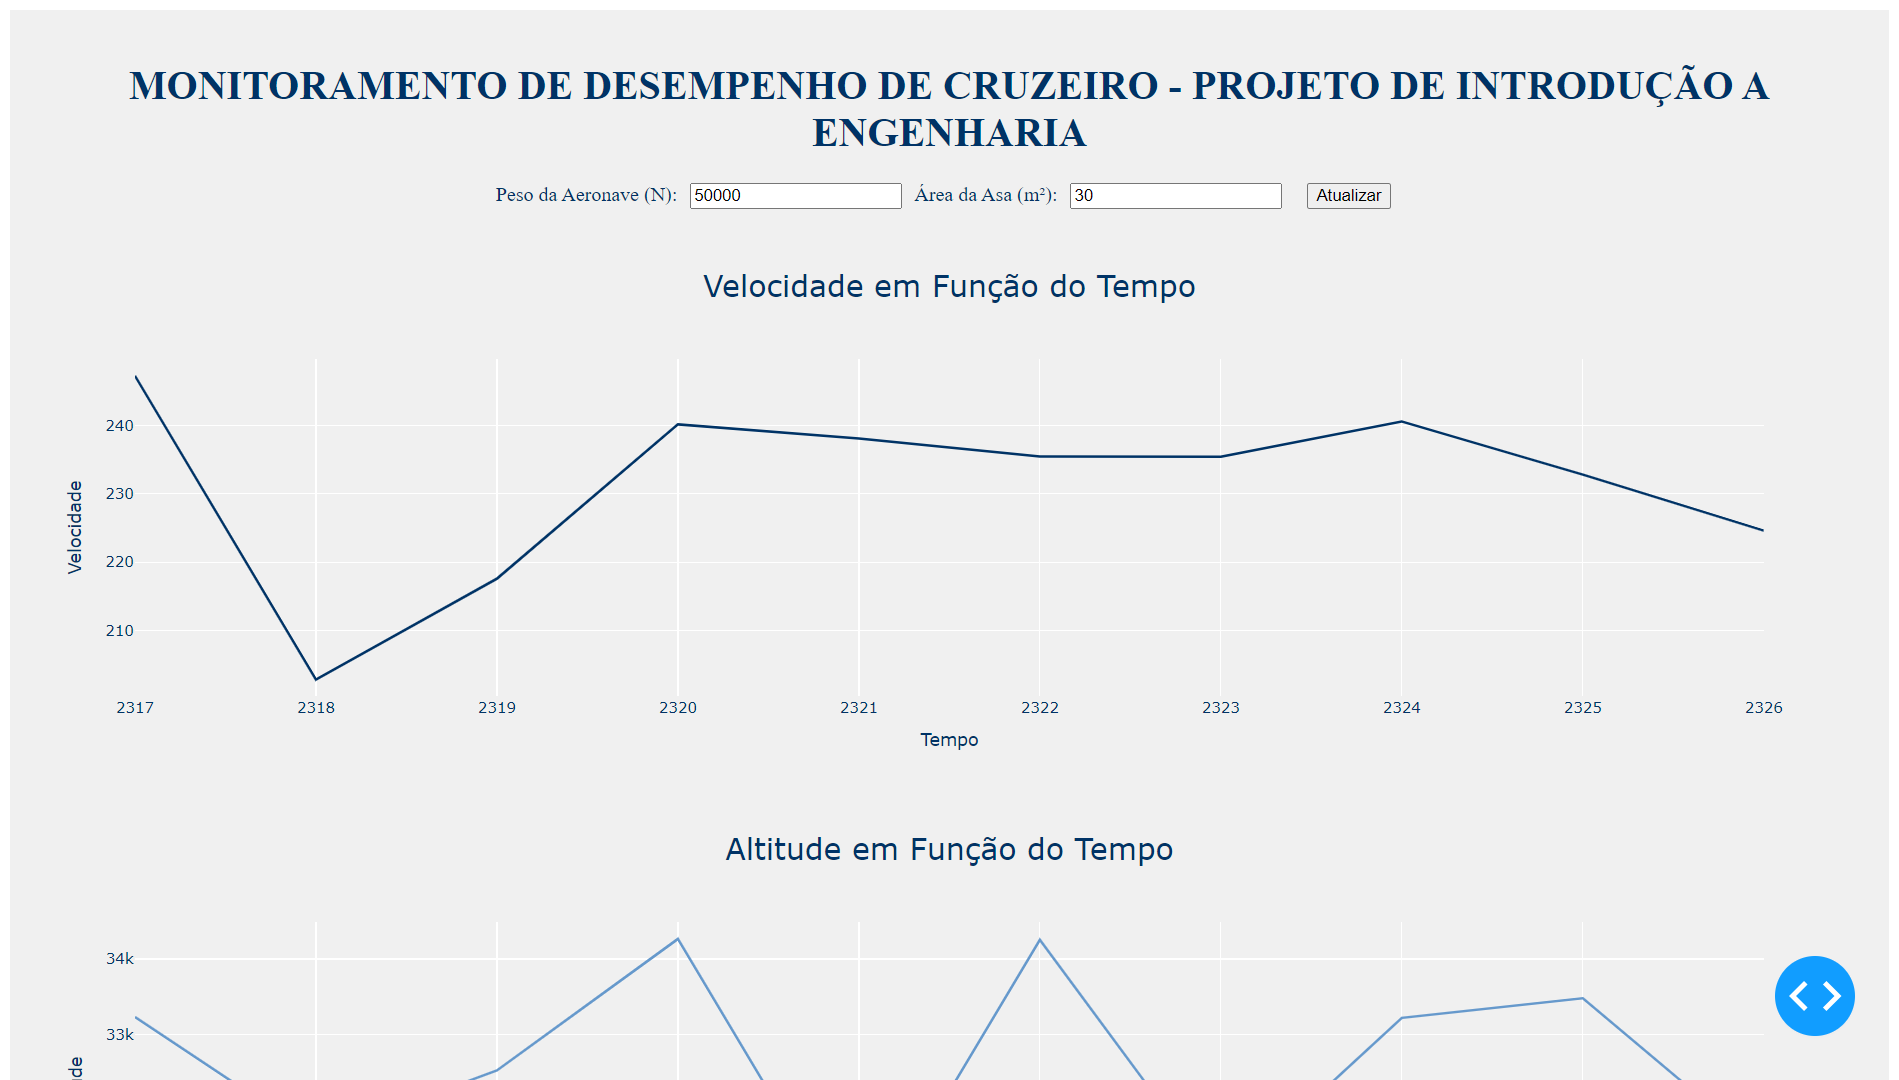 MONITORAMENTO DE DESEMPENHO DE CRUZEIRO - PROJETO DE INTRODUÇÃO A
ENGENHARIA
Peso da Aeronave (N): 50000 Área da Asa (m²): 30 Atualizar
Velocidade em Função do Tempo
240
230
220
210
Velocidade
2317 2318 2319 2320 2321 2322 2323 2324 2325 2326
Tempo
Altitude em Função do Tempo
34k
33k